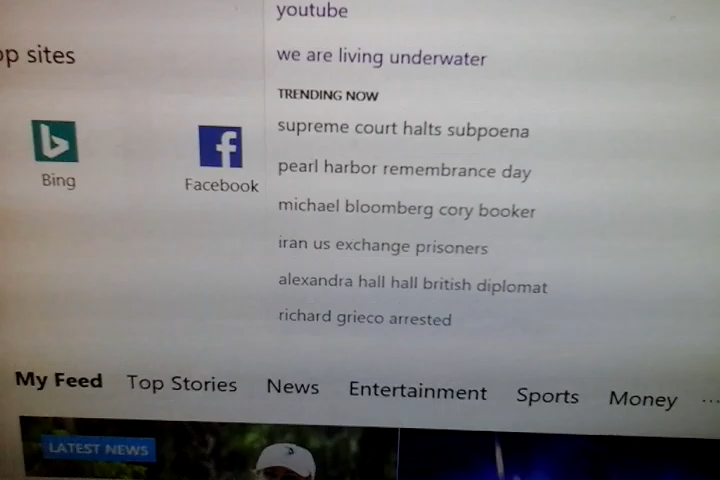 youtube
we are living underwater
op sites
TRENDING NOW
supreme court halts subpoena
pearl harbor remembrance day
michael bloomberg cory booker
iran us exchange prisoners
alexandra hall hall british diplomat
richard grieco arrested
Bing
Facebook
My Feed Top Stories News Entertainment Sports Money ...
LATEST NEWS